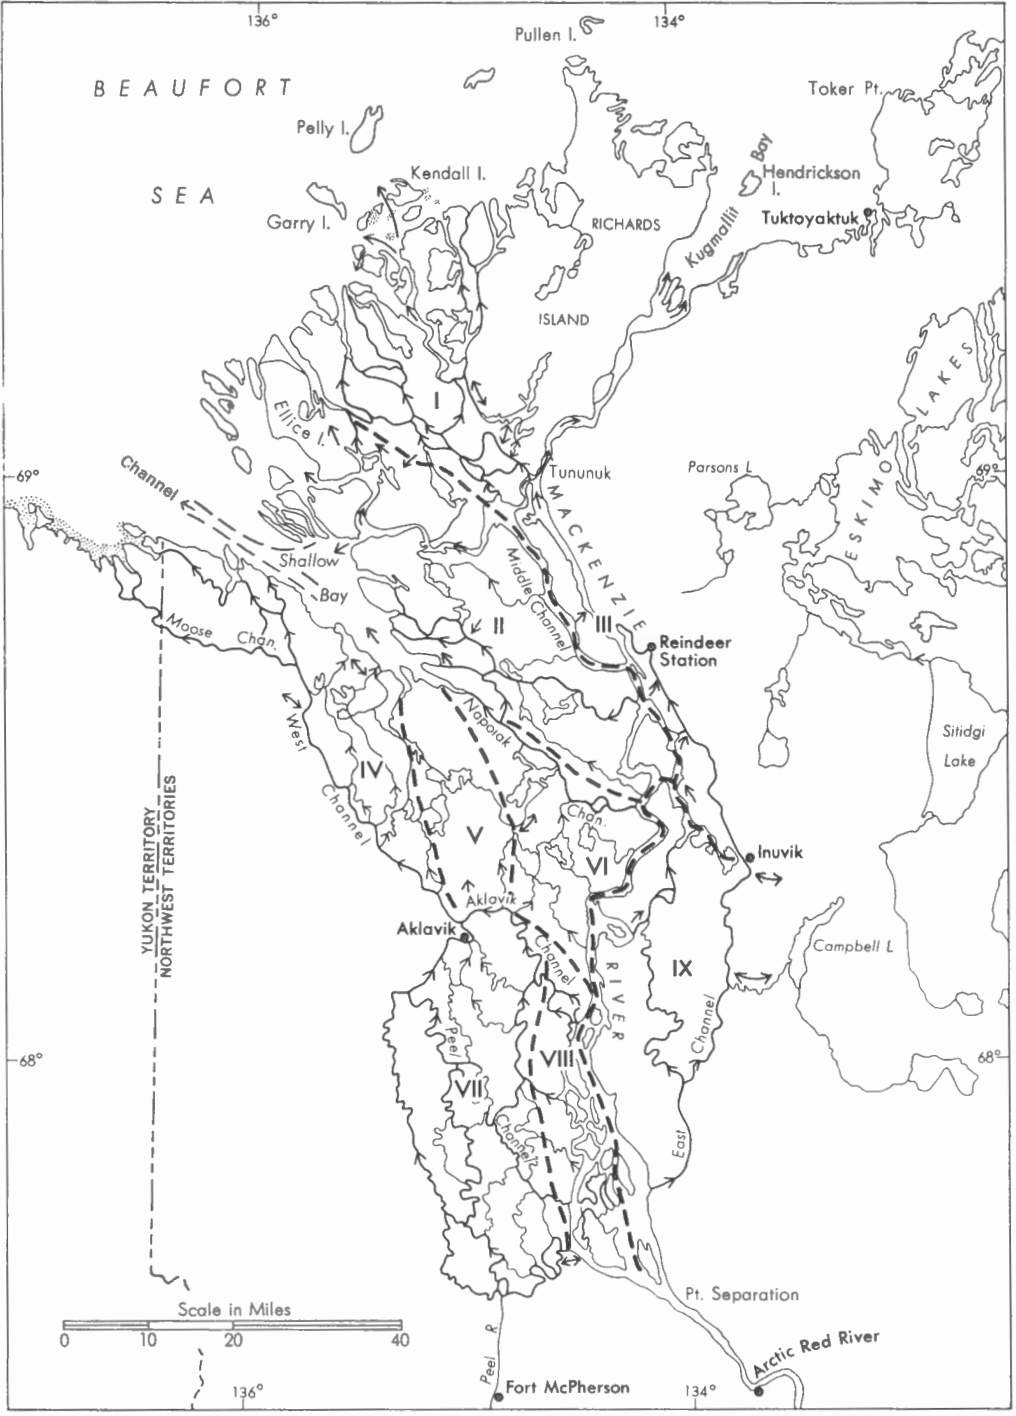 136°
134°
Pullen I.
BEAUFORT
Toker Pt.
Pelly I.
Bay
Kendall I.
Hendrickson
I.
SEA
Garry I.
RICHARDS
Tuktoyaktuk
Kugmallit
ISLAND
LAKES
I
Ellice I.
69°
Channel
Tununuk
Parsons L
69°
MACKENZIE
ESKIMO
Shallow
Bay
Middle Channel
Moose Chan.
II
III
Reindeer
Station
West
Napoiak
Sitidgi
Lake
IV
Channel
YUKON TERRITORY
NORTHWEST TERRITORIES
Chan.
V
VI
Inuvik
Aklavik
Aklavik
Channel
Campbell L
IX
RIVER
Channel
Peel
68°
VIII
68°
VII
Channel
East
Pt. Separation
Scale in Miles
0 10 20 40
Arctic Red River
Peel R
Fort McPherson
136°
134°